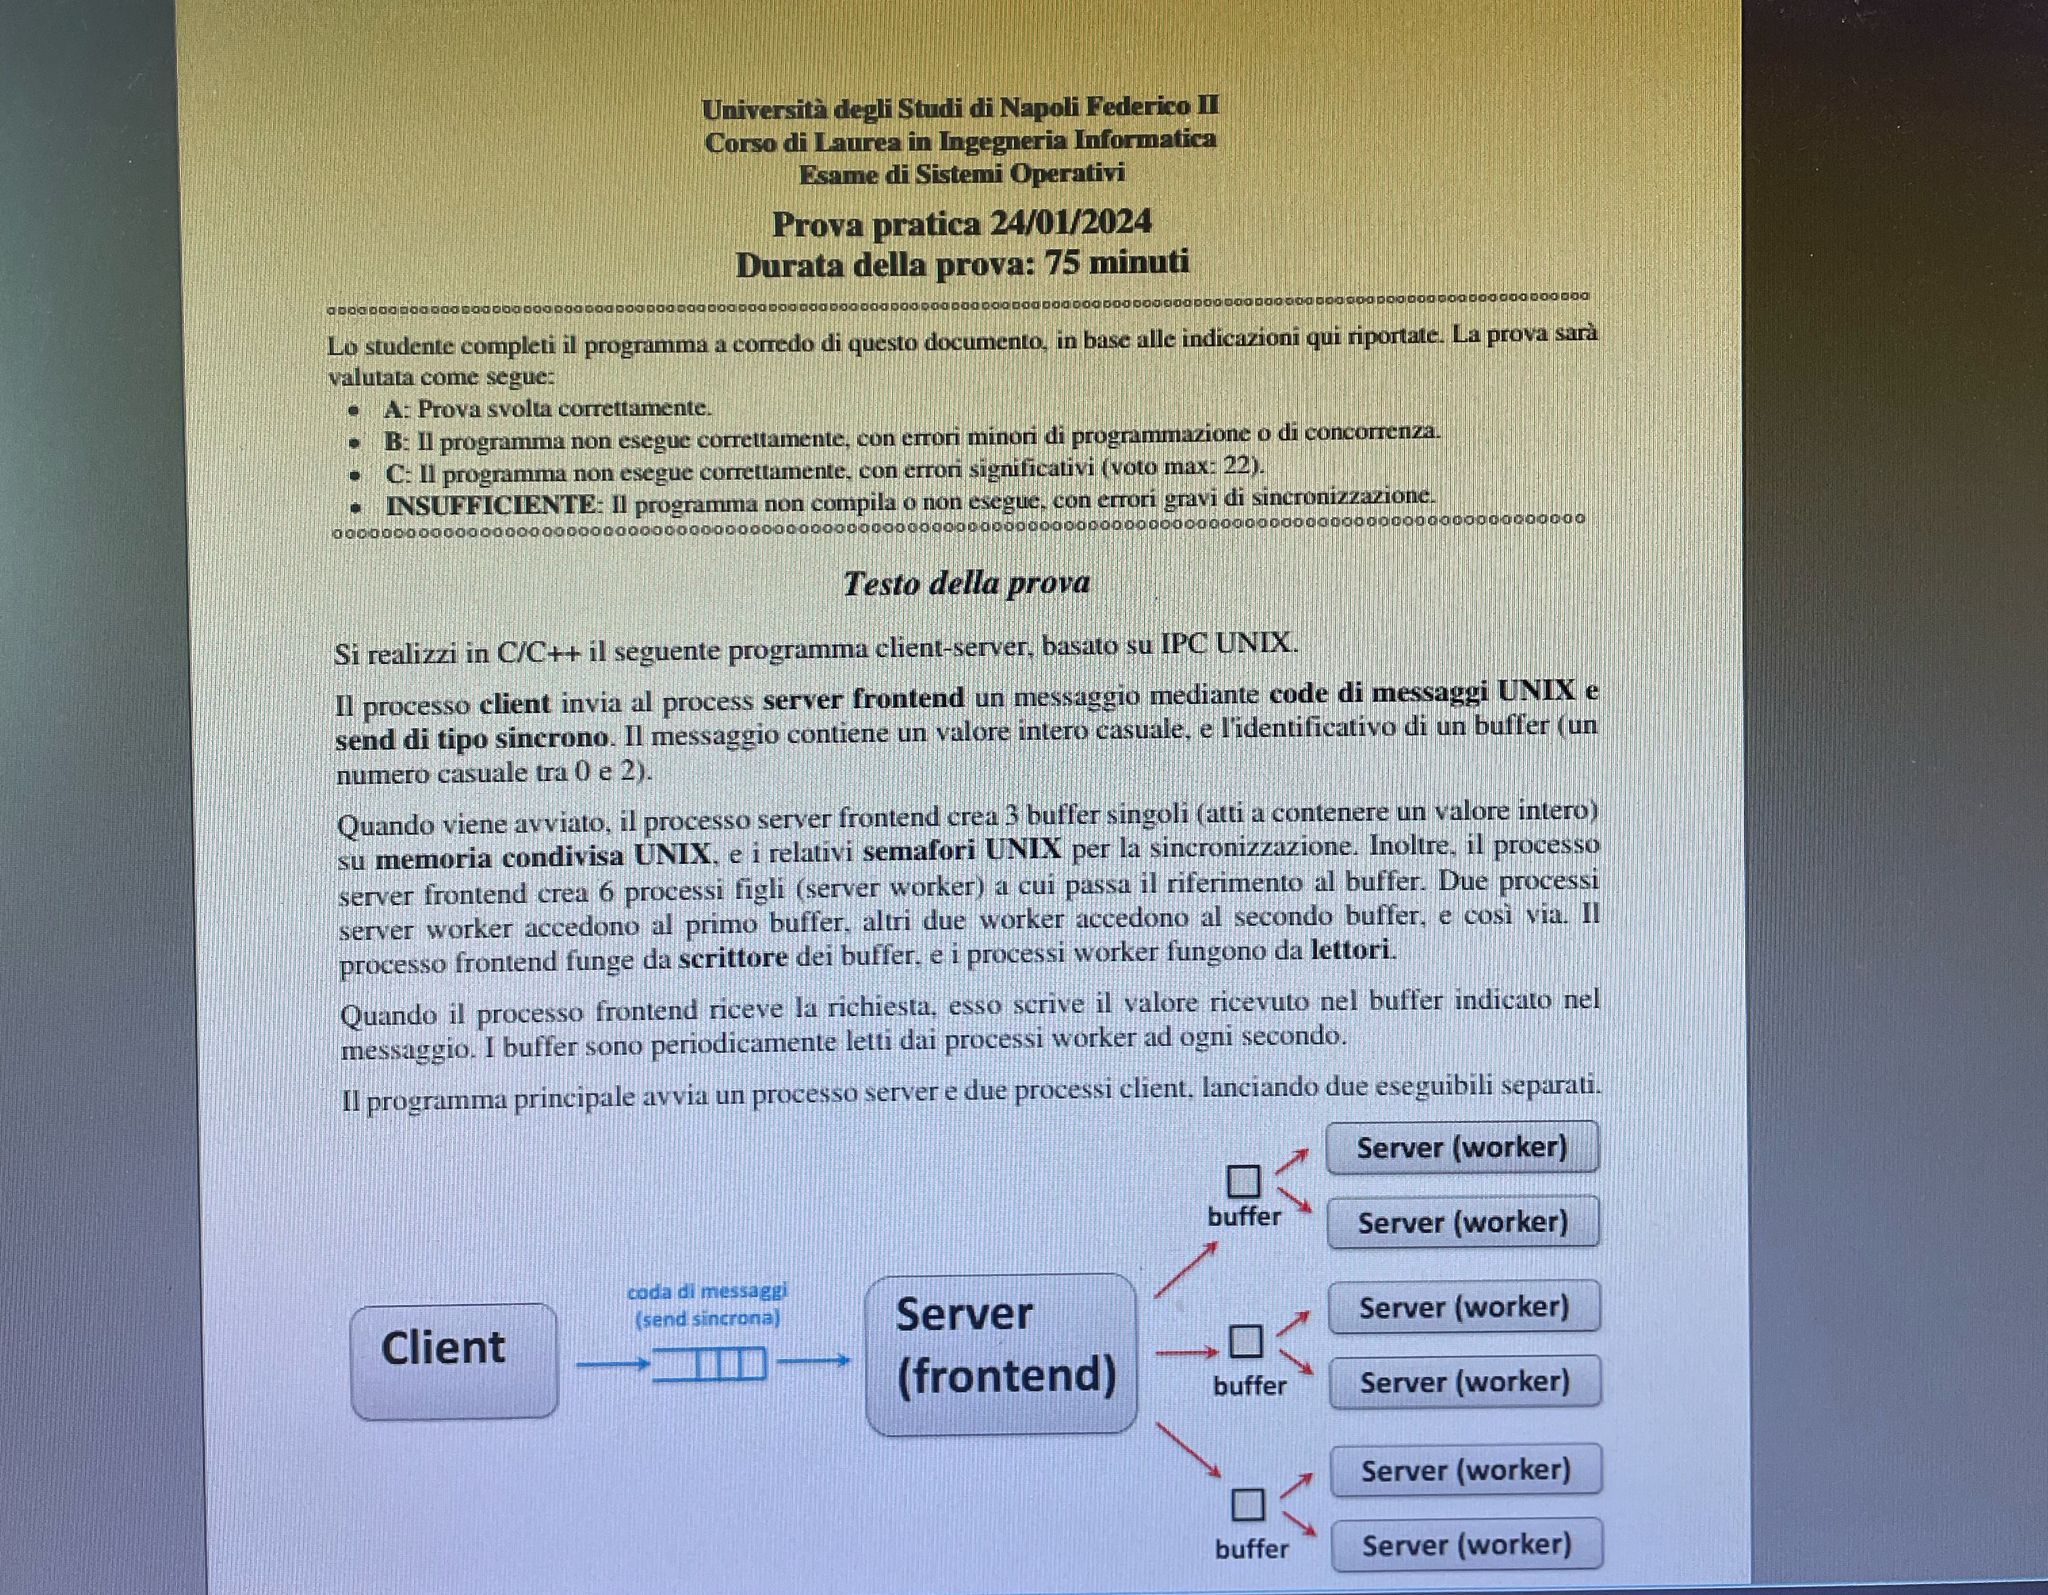 Università degli Studi di Napoli Federico II
Corso di Laurea in Ingegneria Informatica
Esame di Sistemi Operativi
Prova pratica 24/01/2024
Durata della prova: 75 minuti
Lo studente completi il programma a corredo di questo documento, in base alle indicazioni qui riportate. La prova sarà
valutata come segue:
• A: Prova svolta correttamente.
• B: Il programma non esegue correttamente, con errori minori di programmazione o di concorrenza.
• C: Il programma non esegue correttamente, con errori significativi (voto max: 22).
• INSUFFICIENTE: Il programma non compila o non esegue, con errori gravi di sincronizzazione.
Testo della prova
Si realizzi in C/C++ il seguente programma client-server, basato su IPC UNIX.
Il processo client invia al process server frontend un messaggio mediante code di messaggi UNIX e
send di tipo sincrono. Il messaggio contiene un valore intero casuale, e l'identificativo di un buffer (un
numero casuale tra 0 e 2).
Quando viene avviato, il processo server frontend crea 3 buffer singoli (atti a contenere un valore intero)
su memoria condivisa UNIX, e i relativi semafori UNIX per la sincronizzazione. Inoltre, il processo
server frontend crea 6 processi figli (server worker) a cui passa il riferimento al buffer. Due processi
server worker accedono al primo buffer, altri due worker accedono al secondo buffer, e così via. Il
processo frontend funge da scrittore dei buffer, e i processi worker fungono da lettori.
Quando il processo frontend riceve la richiesta, esso scrive il valore ricevuto nel buffer indicato nel
messaggio. I buffer sono periodicamente letti dai processi worker ad ogni secondo.
Il programma principale avvia un processo server e due processi client, lanciando due eseguibili separati.
Client
coda di messaggi
(send sincrona)
Server
(frontend)
buffer
Server (worker)
Server (worker)
buffer
Server (worker)
Server (worker)
buffer
Server (worker)
Server (worker)